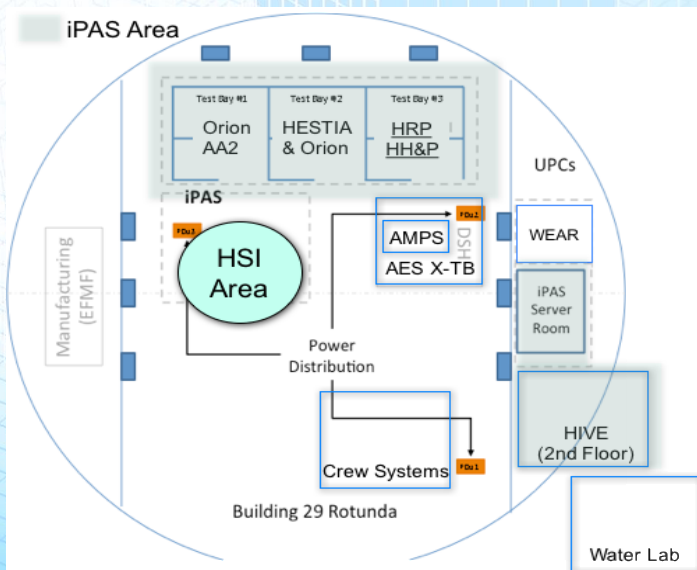 iPAS Area
Test Bay #1
Test Bay #2
Test Bay #3
Orion
AA2
HESTIA
& Orion
HRP
HH&P
iPAS
UPCs
PDu3
PDu2
HSI
Area
AMPS
DSH
AES X-TB
WEAR
Manufacturing
(EFMF)
iPAS
Server
Room
Power
Distribution
HIVE
(2nd Floor)
Crew Systems
PDu1
Building 29 Rotunda
Water Lab